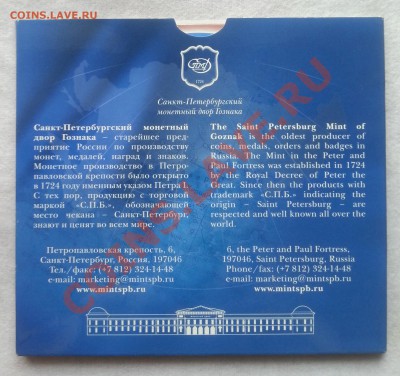 COINS.LAVE.RU
1724
Санкт-Петербургский
монетный двор Гознака
Санкт-Петербургский монетный
двор Гознака – старейшее пред-
приятие России по производству
монет, медалей, наград и знаков.
Монетное производство в Петро-
павловской крепости было открыто
в 1724 году именным указом Петра I.
С тех пор, продукцию с торговой
маркой «С.П.Б», обозначающей
место чекана – Санкт-Петербург,
знают и ценят во всем мире.
The Saint Petersburg Mint of
Goznak is the oldest producer of
coins, medals, orders and badges in
Russia. The Mint in the Peter and
Paul Fortress was established in 1724
by the Royal Decree of Peter the
Great. Since then the products with
trademark «С.П.Б» - indicating the
origin – Saint Petersburg – are
respected and well known all over the
world.
Петропавловская крепость, 6,
Санкт-Петербург, Россия, 197046
Тел./факс: (+7 812) 324-14-48
e-mail: marketing@mintspb.ru
www.mintspb.ru
6, the Peter and Paul Fortress,
197046, Saint Petersburg, Russia
Phone/fax: (+7 812) 324-14-48
e-mail: marketing@mintspb.ru
www.mintspb.ru
COINS.LAVE.RU